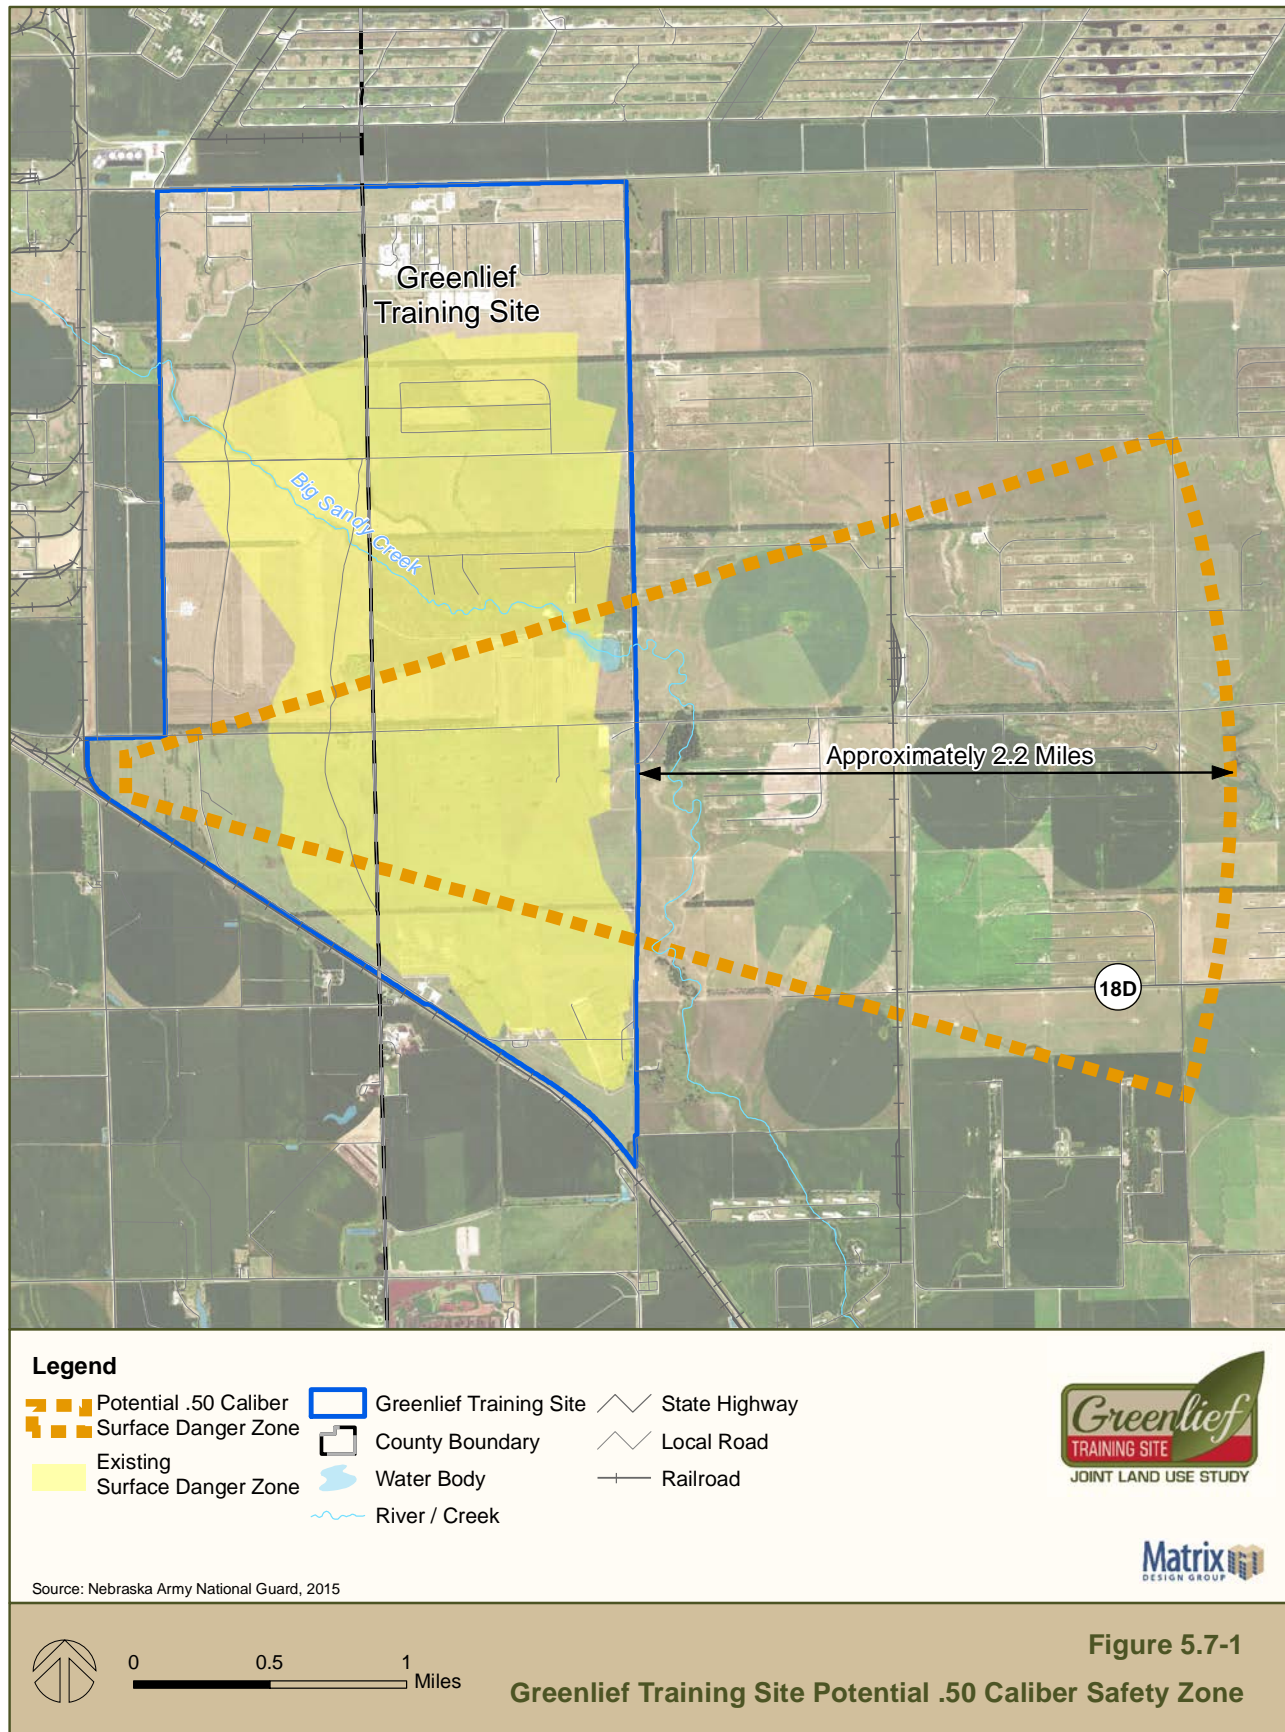 Greenlief
Training Site
Big Sandy Creek
Approximately 2.2 Miles
18D
Legend
Potential .50 Caliber
Surface Danger Zone
Existing
Surface Danger Zone
Greenlief Training Site
County Boundary
Water Body
River / Creek
State Highway
Local Road
Railroad
Greenlief
TRAINING SITE
JOINT LAND USE STUDY
Matrix
DESIGN GROUP
Source: Nebraska Army National Guard, 2015
0 0.5 1
Miles
Figure 5.7-1
Greenlief Training Site Potential .50 Caliber Safety Zone